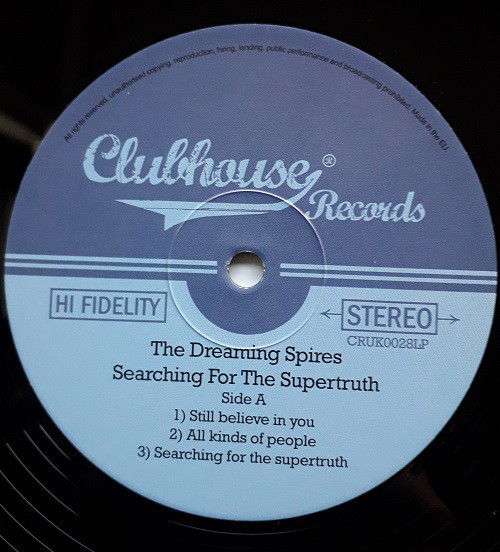 All rights reserved, unauthorised copying, reproduction, hiring, lending, public performance and broadcasting prohibited. Made in the EU.
Clubhouse®
Records
HI FIDELITY
STEREO
CRUK0028LP
The Dreaming Spires
Searching For The Supertruth
Side A
1) Still believe in you
2) All kinds of people
3) Searching for the supertruth